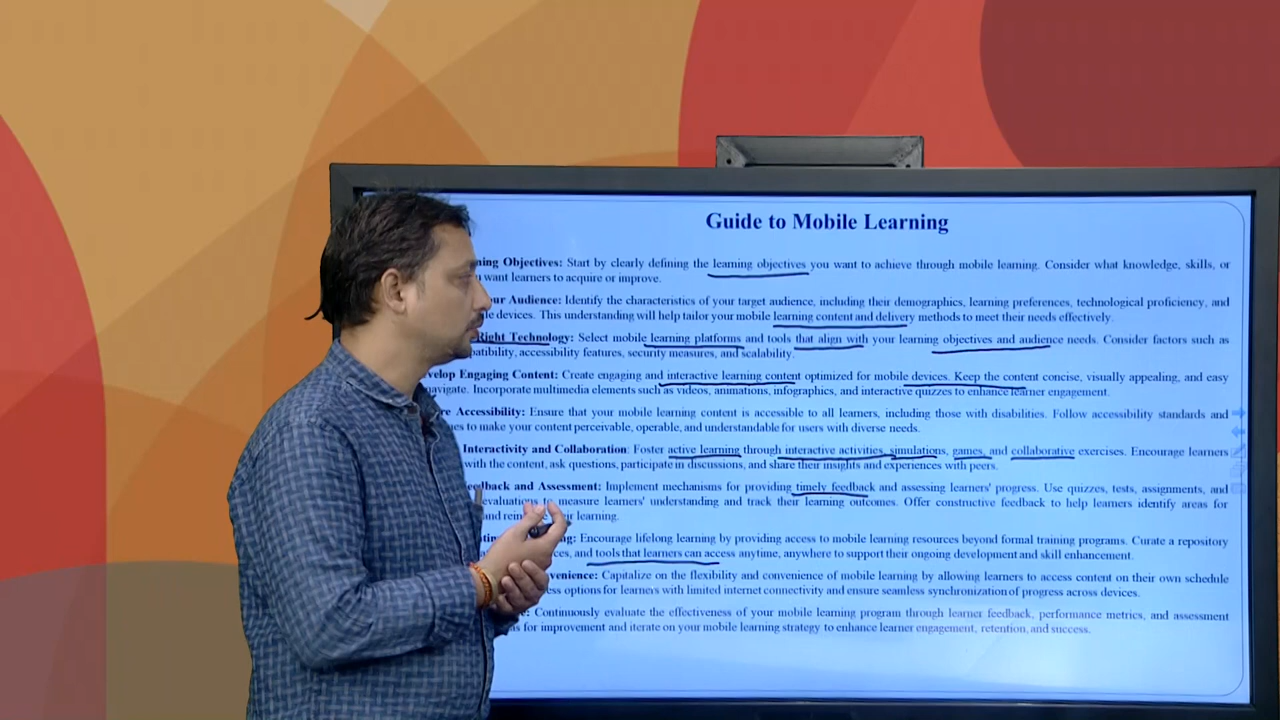 Guide to Mobile Learning
Objectives: Start by clearly defining the learning objectives you want to achieve through mobile learning. Consider what knowledge, skills, or
want learners to acquire or improve.
Audience: Identify the characteristics of your target audience, including their demographics, learning preferences, technological proficiency, and
devices. This understanding will help tailor your mobile learning content and delivery methods to meet their needs effectively.
Right Technology: Select mobile learning platforms and tools that align with your learning objectives and audience needs. Consider factors such as
accessibility features, security measures, and scalability.
Engaging Content: Create engaging and interactive learning content optimized for mobile devices. Keep the content concise, visually appealing, and easy
navigate. Incorporate multimedia elements such as videos, animations, infographics, and interactive quizzes to enhance learner engagement.
Accessibility: Ensure that your mobile learning content is accessible to all learners, including those with disabilities. Follow accessibility standards and
to make your content perceivable, operable, and understandable for users with diverse needs.
Interactivity and Collaboration: Foster active learning through interactive activities, simulations, games, and collaborative exercises. Encourage learners
with the content, ask questions, participate in discussions, and share their insights and experiences with peers.
and Assessment: Implement mechanisms for providing timely feedback and assessing learners' progress. Use quizzes, tests, assignments, and
evaluations to measure learners' understanding and track their learning outcomes. Offer constructive feedback to help learners identify areas for
and learning.
Encourage lifelong learning by providing access to mobile learning resources beyond formal training programs. Curate a repository
and tools that learners can access anytime, anywhere to support their ongoing development and skill enhancement.
Capitalize on the flexibility and convenience of mobile learning by allowing learners to access content on their own schedule
options for learners with limited internet connectivity and ensure seamless synchronization of progress across devices.
Continuously evaluate the effectiveness of your mobile learning program through learner feedback, performance metrics, and assessment
for improvement and iterate on your mobile learning strategy to enhance learner engagement, retention, and success.